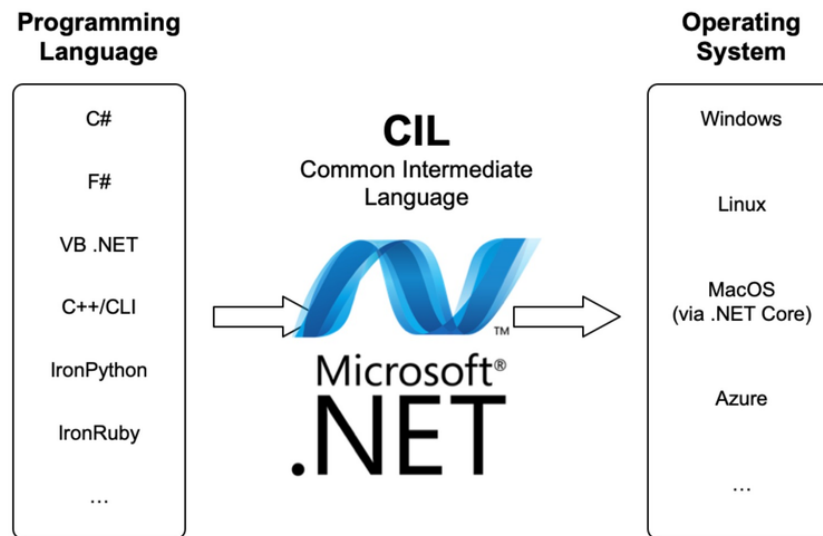 Programming
Language
C#
F#
VB .NET
C++/CLI
IronPython
IronRuby
...
CIL
Common Intermediate
Language
TM
Microsoft®
.NET
Operating
System
Windows
Linux
MacOS
(via .NET Core)
Azure
...